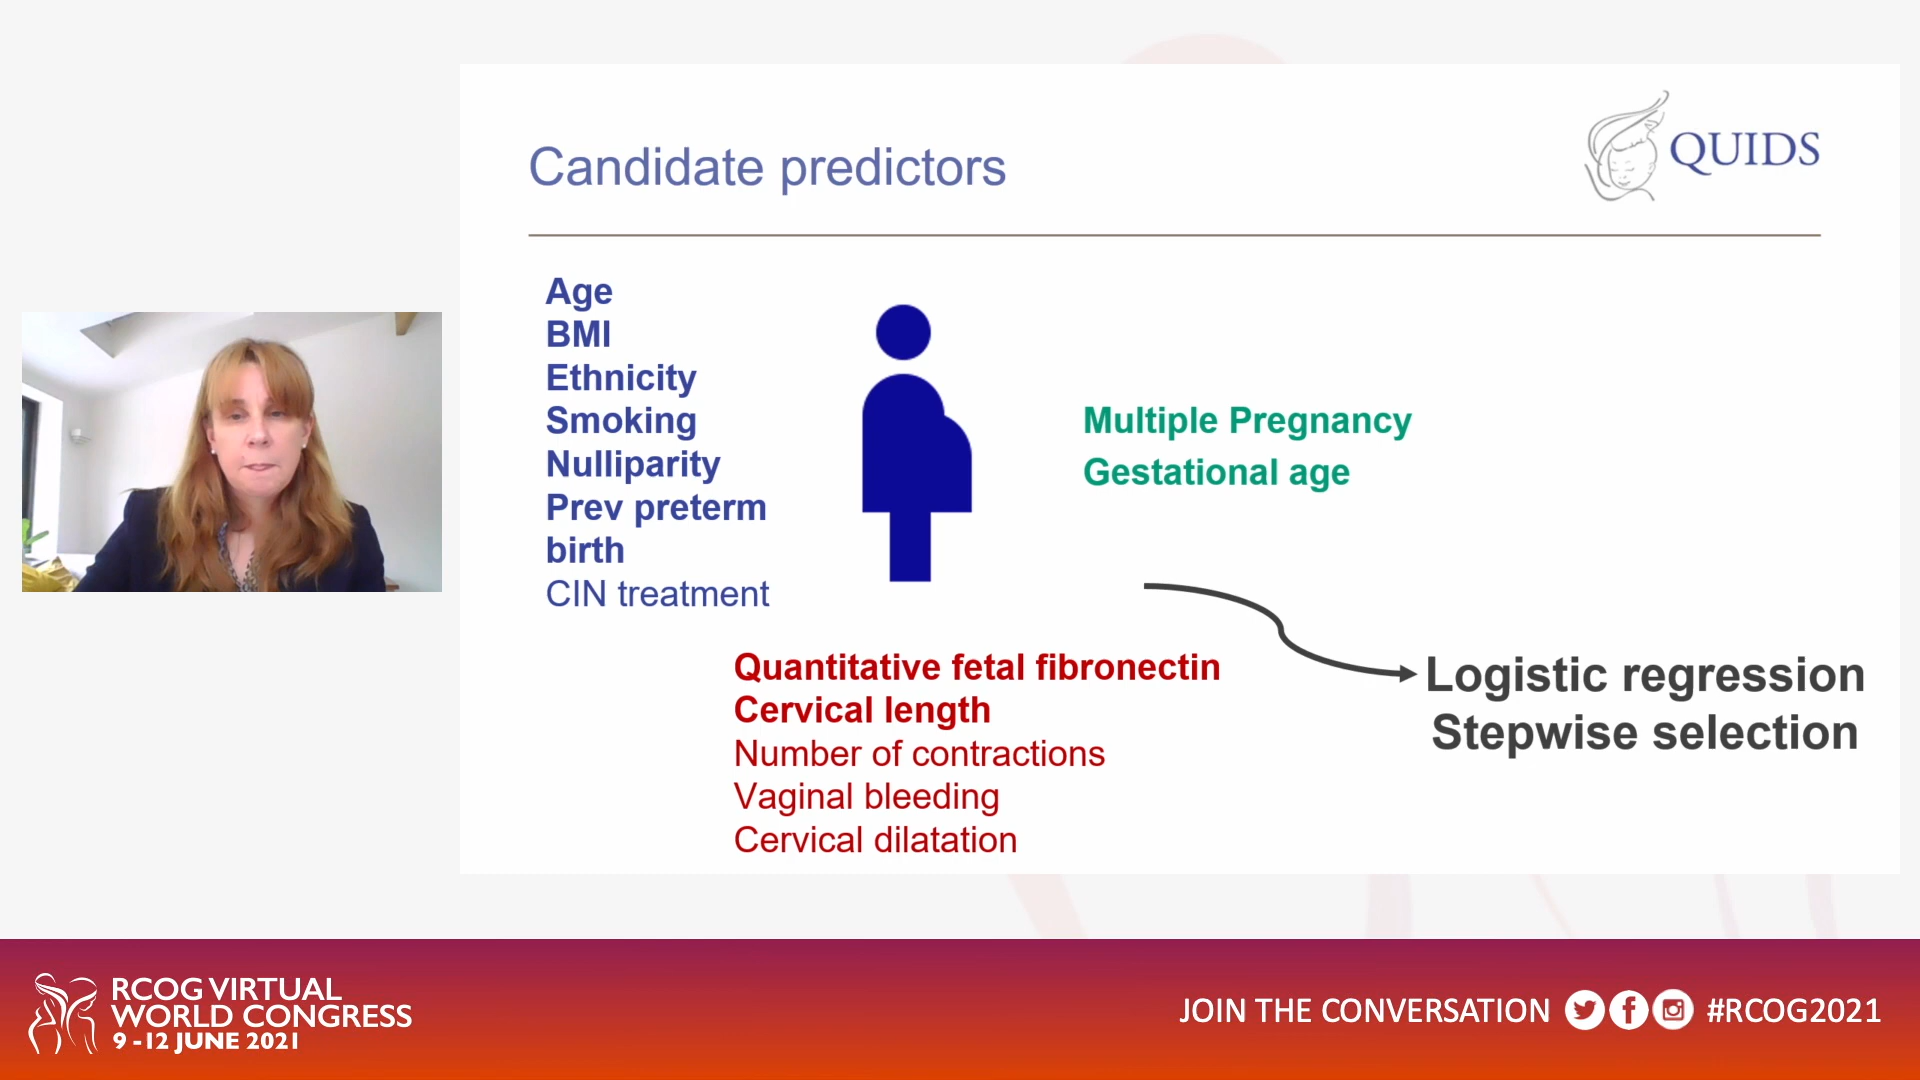 Candidate predictors
QUIDS
Age
BMI
Ethnicity
Smoking
Nulliparity
Prev preterm
birth
CIN treatment
Multiple Pregnancy
Gestational age
Quantitative fetal fibronectin
Cervical length
Number of contractions
Vaginal bleeding
Cervical dilatation
Logistic regression
Stepwise selection
RCOG VIRTUAL
WORLD CONGRESS
9 - 12 JUNE 2021
JOIN THE CONVERSATION #RCOG2021